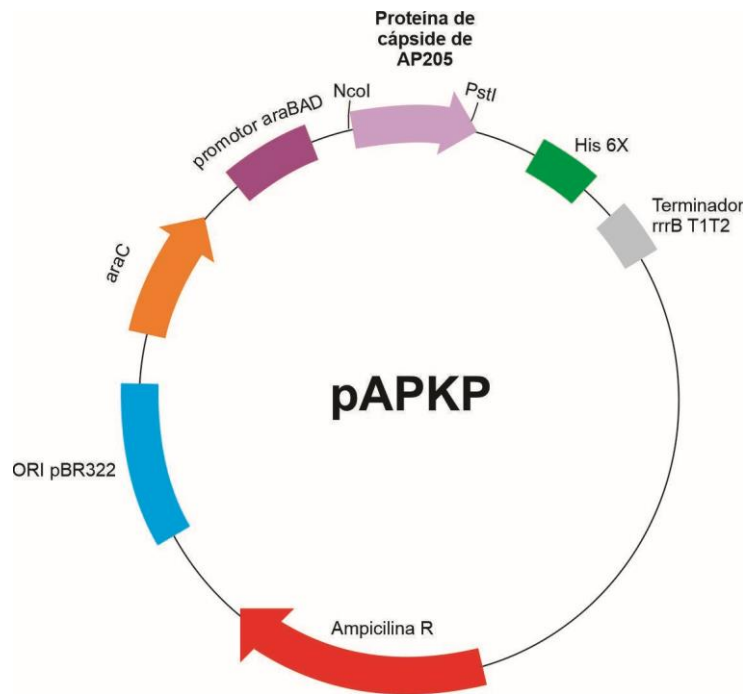 Proteína de
cápside de
AP205
NcoI
PstI
promotor araBAD
His 6X
Terminador
rrrB T1T2
araC
pAPKP
ORI pBR322
Ampicilina R